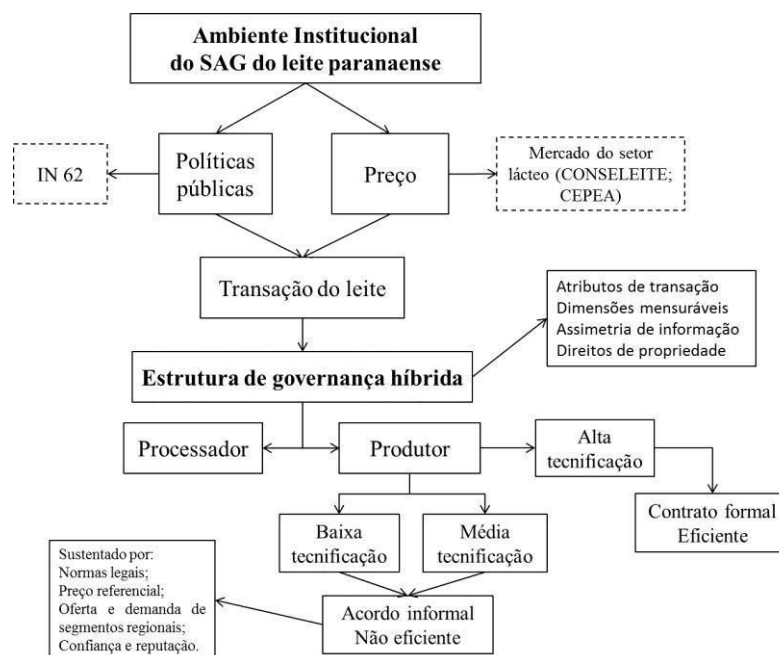 Ambiente Institucional
do SAG do leite paranaense
IN 62
Políticas
públicas
Preço
Mercado do setor
lácteo (CONSELEITE;
CEPEA)
Transação do leite
Atributos de transação
Dimensões mensuráveis
Assimetria de informação
Direitos de propriedade
Estrutura de governança híbrida
Processador
Produtor
Alta
tecnificação
Contrato formal
Eficiente
Baixa
tecnificação
Média
tecnificação
Sustentado por:
Normas legais;
Preço referencial;
Oferta e demanda de
segmentos regionais;
Confiança e reputação.
Acordo informal
Não eficiente